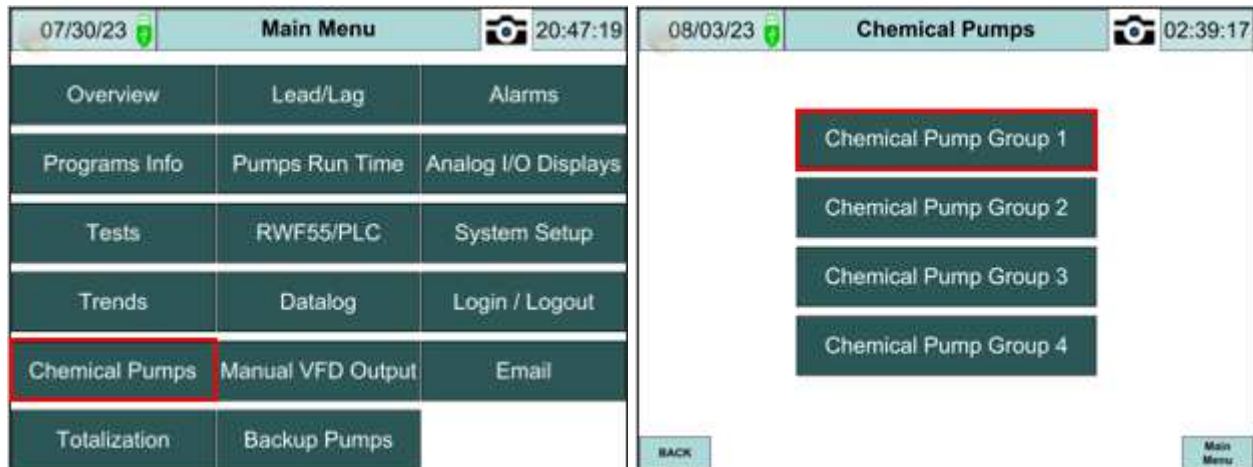 07/30/23 Main Menu 20:47:19
Overview Lead/Lag Alarms
Programs Info Pumps Run Time Analog I/O Displays
Tests RWF55/PLC System Setup
Trends Datalog Login / Logout
Chemical Pumps Manual VFD Output Email
Totalization Backup Pumps
08/03/23 Chemical Pumps 02:39:17
Chemical Pump Group 1
Chemical Pump Group 2
Chemical Pump Group 3
Chemical Pump Group 4
BACK
Main
Menu